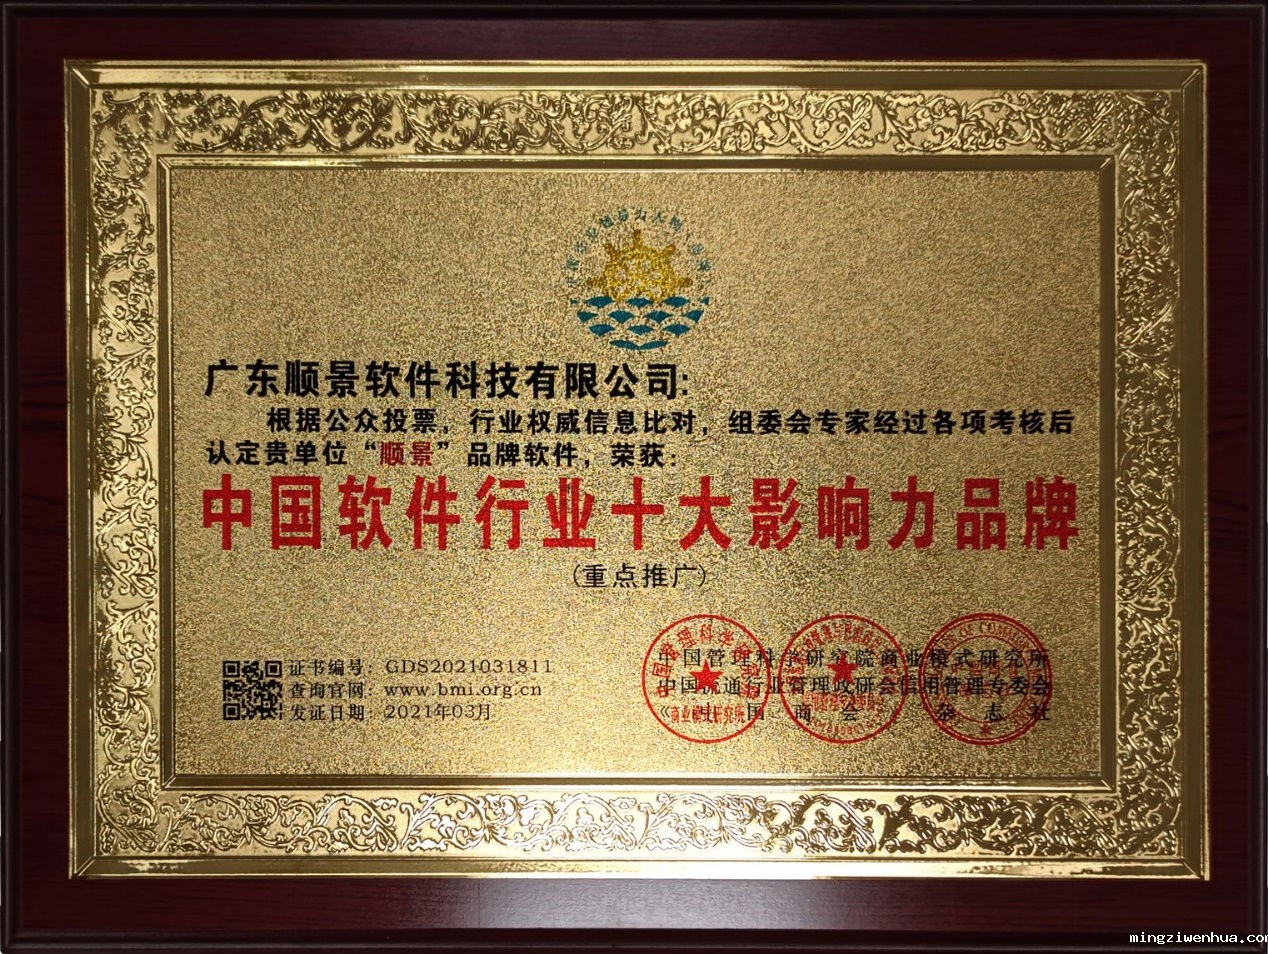 广东顺景软件科技有限公司:
根据公众投票，行业权威信息比对，组委会专家经过各项考核后
认定贵单位“顺景”品牌软件，荣获:
中国软件行业十大影响力品牌
(重点推广)
证书编号: GDS2021031811
查询官网: www.bmi.org.cn
发证日期: 2021年03月
中国管理科学研究院商业模式研究所
中国流通行业管理政研会信用管理专委会
《中国商会》杂志社
商业模式研究所
mingziwenhua.com